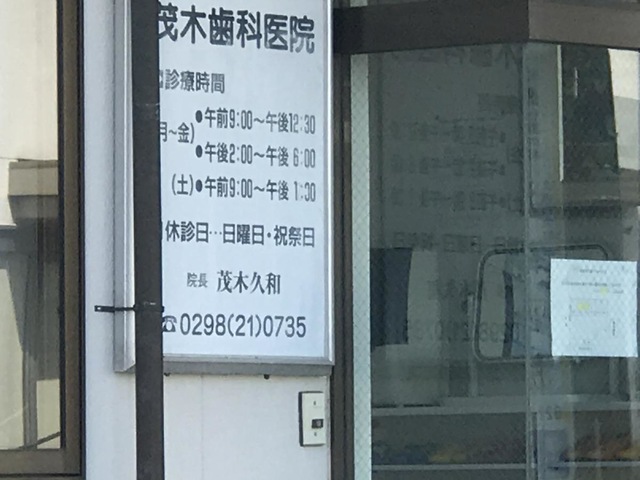 茂木歯科医院
診療時間
(月～金)
●午前9:00～午後12:30
●午後2:00～午後6:00
(土)●午前9:00～午後1:30
休診日…日曜日・祝祭日
院長 茂木久和
☎0298(21)0735